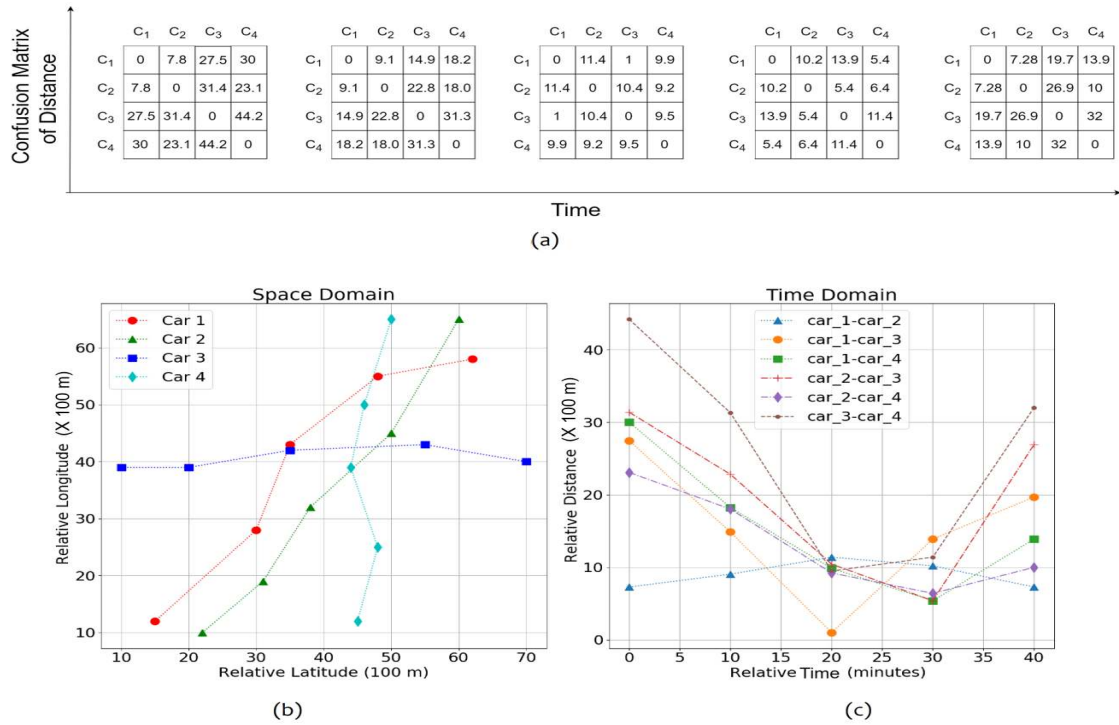 Confusion Matrix
of Distance
C1 C2 C3 C4
C1 0 7.8 27.5 30
C2 7.8 0 31.4 23.1
C3 27.5 31.4 0 44.2
C4 30 23.1 44.2 0
C1 C2 C3 C4
C1 0 9.1 14.9 18.2
C2 9.1 0 22.8 18.0
C3 14.9 22.8 0 31.3
C4 18.2 18.0 31.3 0
C1 C2 C3 C4
C1 0 11.4 1 9.9
C2 11.4 0 10.4 9.2
C3 1 10.4 0 9.5
C4 9.9 9.2 9.5 0
C1 C2 C3 C4
C1 0 10.2 13.9 5.4
C2 10.2 0 5.4 6.4
C3 13.9 5.4 0 11.4
C4 5.4 6.4 11.4 0
C1 C2 C3 C4
C1 0 7.28 19.7 13.9
C2 7.28 0 26.9 10
C3 19.7 26.9 0 32
C4 13.9 10 32 0
Time
(a)
Space Domain
Car 1
Car 2
Car 3
Car 4
Relative Longitude (X 100 m)
60
50
40
30
20
10
10 20 30 40 50 60 70
Relative Latitude (100 m)
(b)
Time Domain
car_1-car_2
car_1-car_3
car_1-car_4
car_2-car_3
car_2-car_4
car_3-car_4
Relative Distance (X 100 m)
40
30
20
10
0
0 5 10 15 20 25 30 35 40
Relative Time (minutes)
(c)